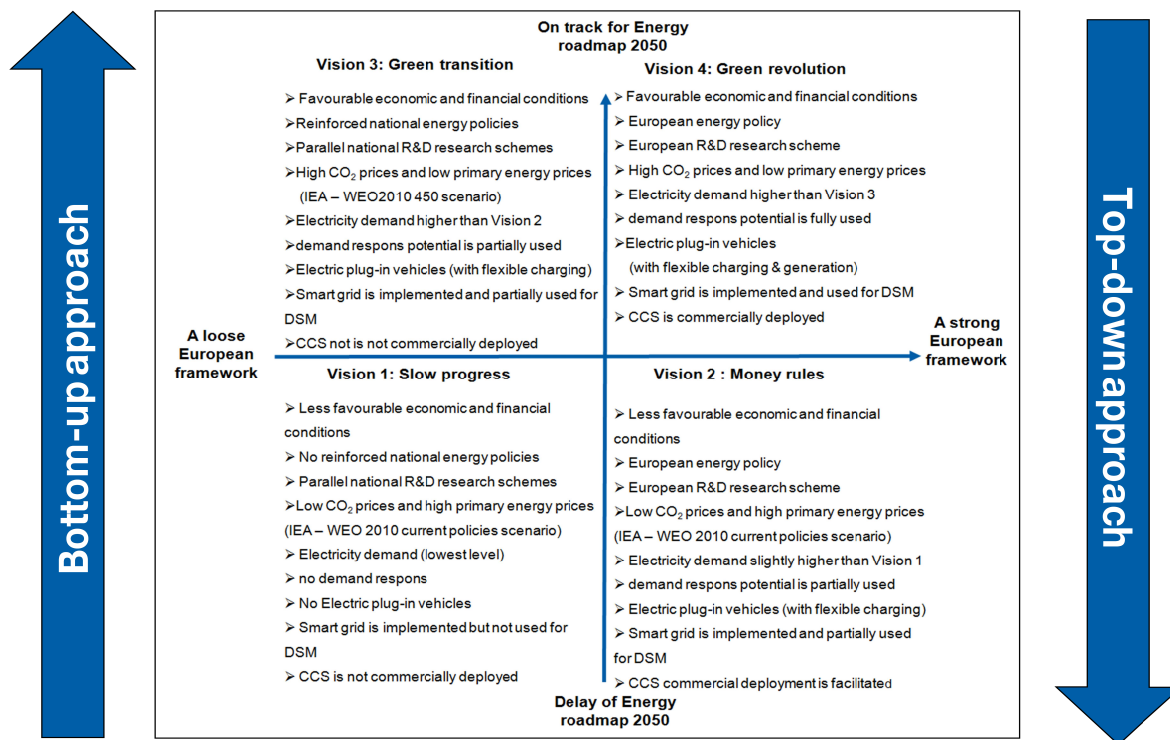 Bottom-up approach
On track for Energy
roadmap 2050
Vision 3: Green transition
➢ Favourable economic and financial conditions
➢ Reinforced national energy policies
➢ Parallel national R&D research schemes
➢ High CO₂ prices and low primary energy prices
(IEA – WEO2010 450 scenario)
➢ Electricity demand higher than Vision 2
➢ demand respons potential is partially used
➢ Electric plug-in vehicles (with flexible charging)
➢ Smart grid is implemented and partially used for
DSM
➢ CCS not is not commercially deployed
Vision 4: Green revolution
➢ Favourable economic and financial conditions
➢ European energy policy
➢ European R&D research scheme
➢ High CO₂ prices and low primary energy prices
➢ Electricity demand higher than Vision 3
➢ demand respons potential is fully used
➢ Electric plug-in vehicles
(with flexible charging & generation)
➢ Smart grid is implemented and used for DSM
➢ CCS is commercially deployed
A loose
European
framework
A strong
European
framework
Vision 1: Slow progress
➢ Less favourable economic and financial
conditions
➢ No reinforced national energy policies
➢ Parallel national R&D research schemes
➢ Low CO₂ prices and high primary energy prices
(IEA – WEO 2010 current policies scenario)
➢ Electricity demand (lowest level)
➢ no demand respons
➢ No Electric plug-in vehicles
➢ Smart grid is implemented but not used for
DSM
➢ CCS is not commercially deployed
Vision 2 : Money rules
➢ Less favourable economic and financial
conditions
➢ European energy policy
➢ European R&D research scheme
➢ Low CO₂ prices and high primary energy prices
(IEA – WEO 2010 current policies scenario)
➢ Electricity demand slightly higher than Vision 1
➢ demand respons potential is partially used
➢ Electric plug-in vehicles (with flexible charging)
➢ Smart grid is implemented and partially used
for DSM
➢ CCS commercial deployment is facilitated
Delay of Energy
roadmap 2050
Top-down approach